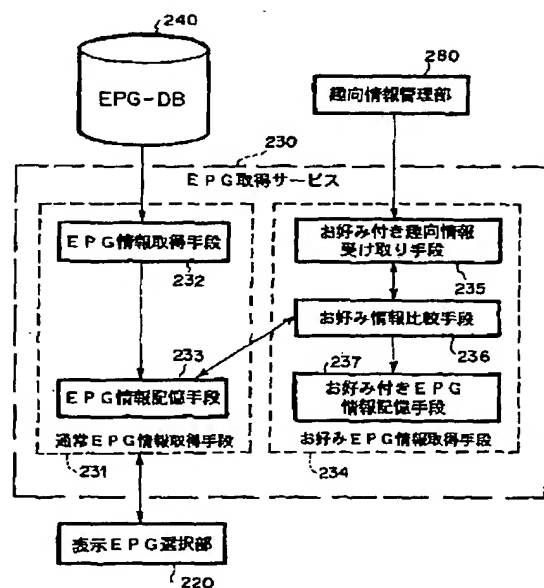 240
EPG-DB
280
趣向情報管理部
230
EPG取得サービス
EPG情報取得手段
232
お好み付き趣向情報
受け取り手段
235
お好み情報比較手段
236
233
EPG情報記憶手段
237
お好み付きEPG
情報記憶手段
通常EPG情報取得手段
231
お好みEPG情報取得手段
234
表示EPG選択部
220